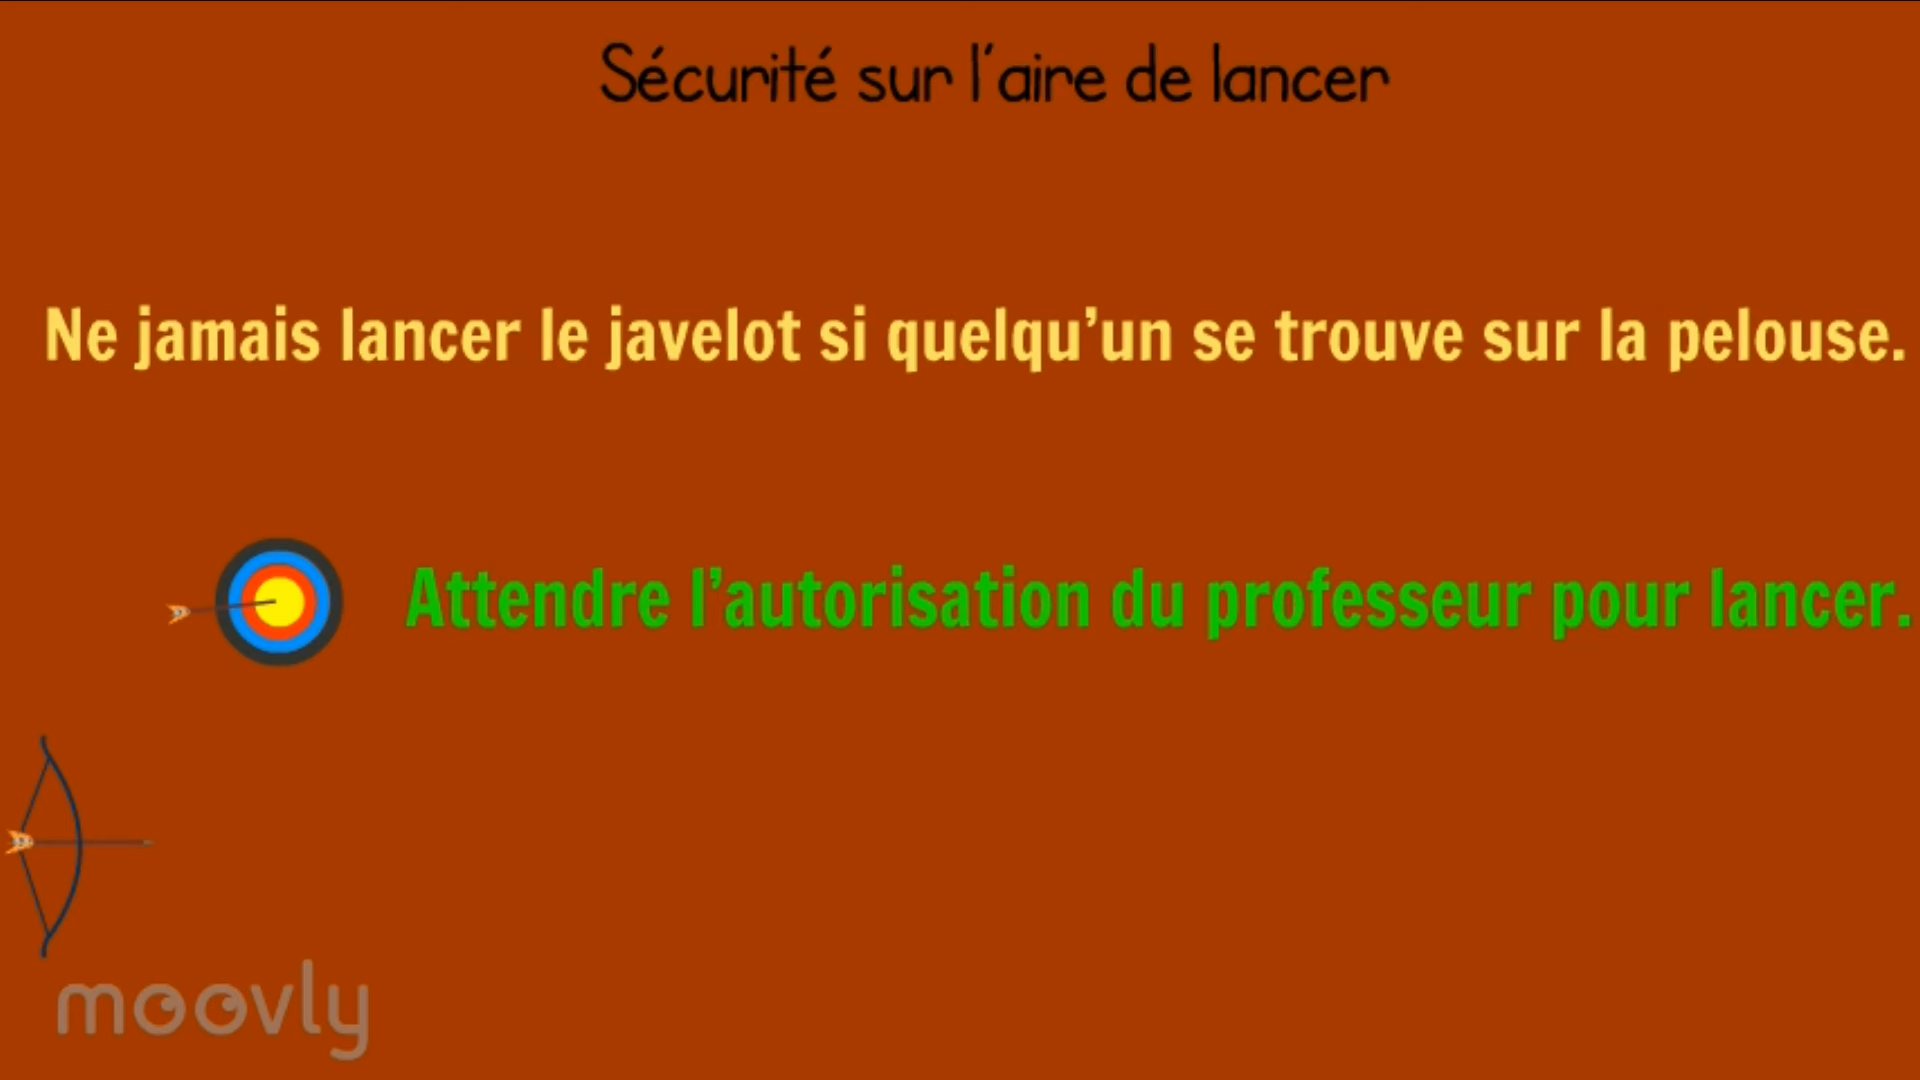 Sécurité sur l'aire de lancer
Ne jamais lancer le javelot si quelqu'un se trouve sur la pelouse.
Attendre l'autorisation du professeur pour lancer.
moovly